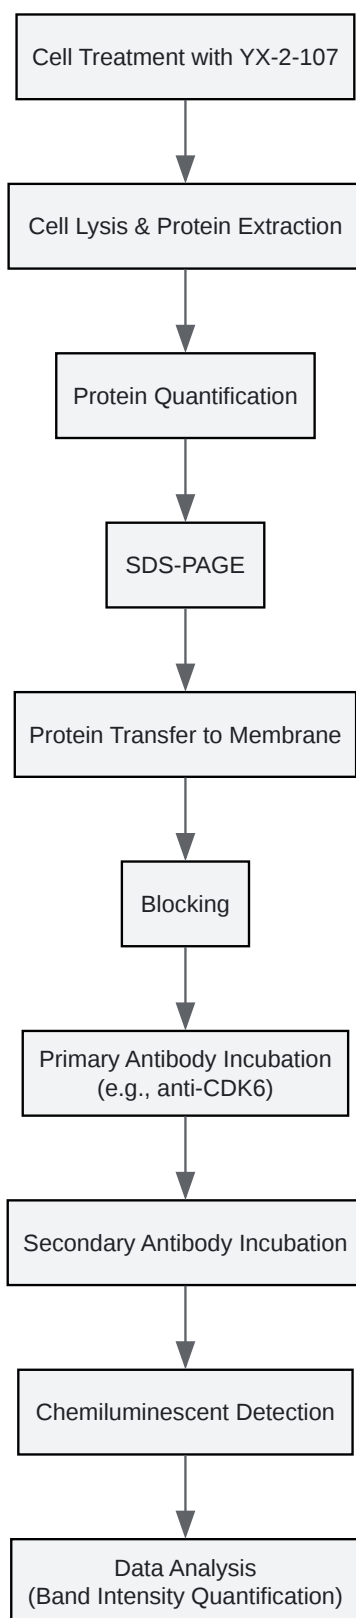 Cell Treatment with YX-2-107
Cell Lysis & Protein Extraction
Protein Quantification
SDS-PAGE
Protein Transfer to Membrane
Blocking
Primary Antibody Incubation
(e.g., anti-CDK6)
Secondary Antibody Incubation
Chemiluminescent Detection
Data Analysis
(Band Intensity Quantification)